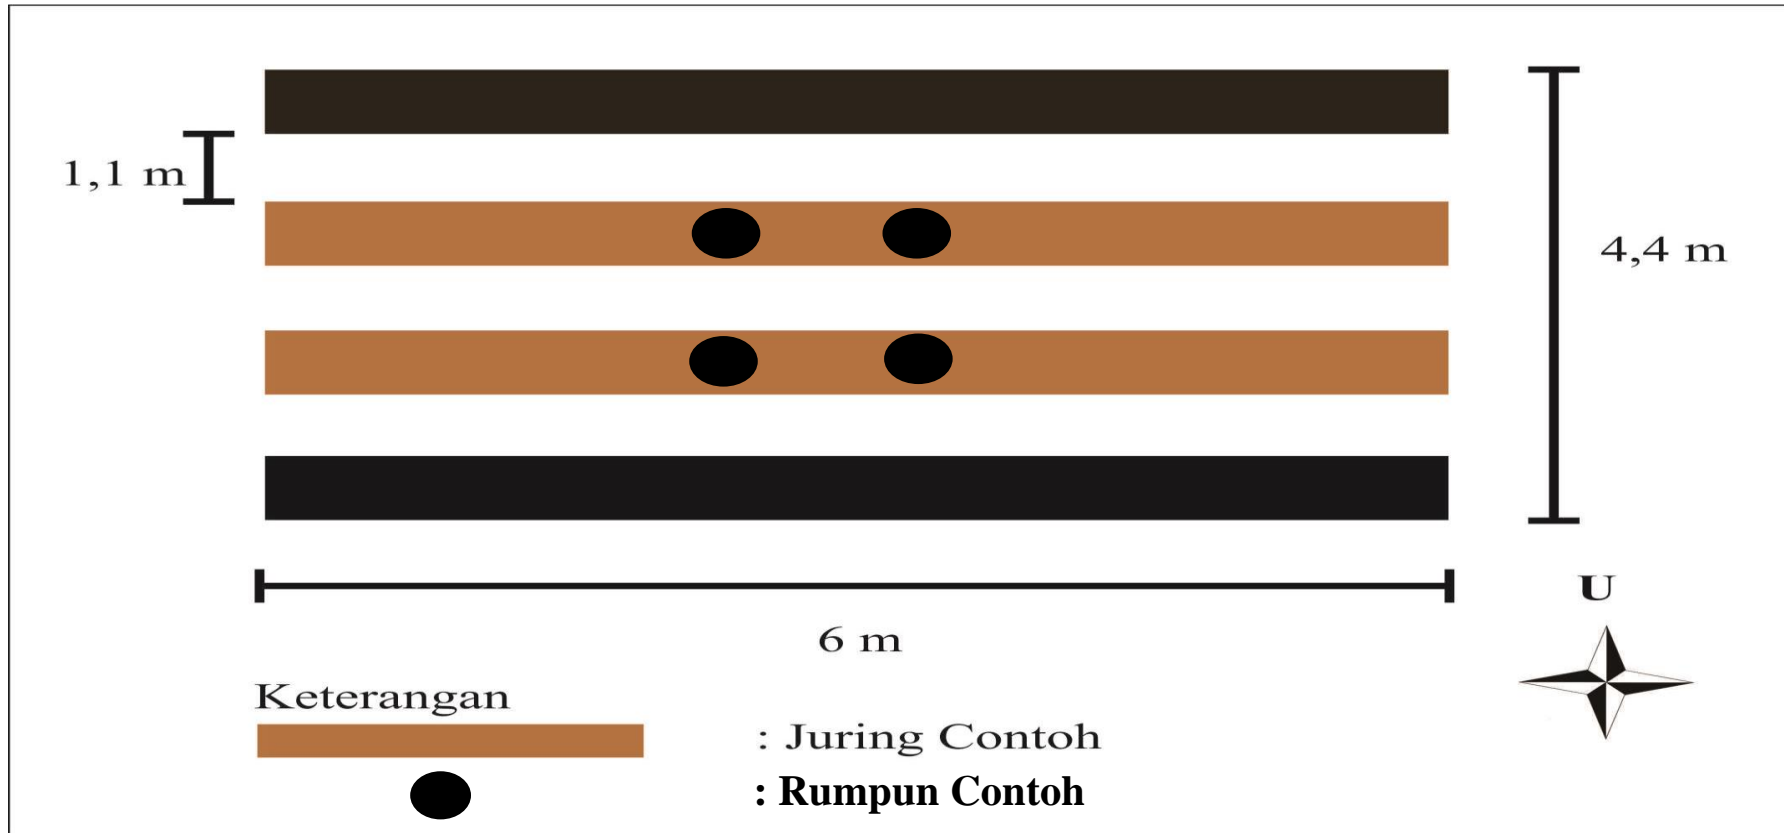 1,1 m
4,4 m
6 m
U
Keterangan
: Juring Contoh
: Rumpun Contoh